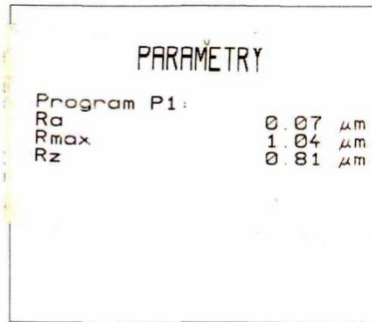 PARAMĚTRY
Program P1:
Ra 0.07 µm
Rmax 1.04 µm
Rz 0.81 µm